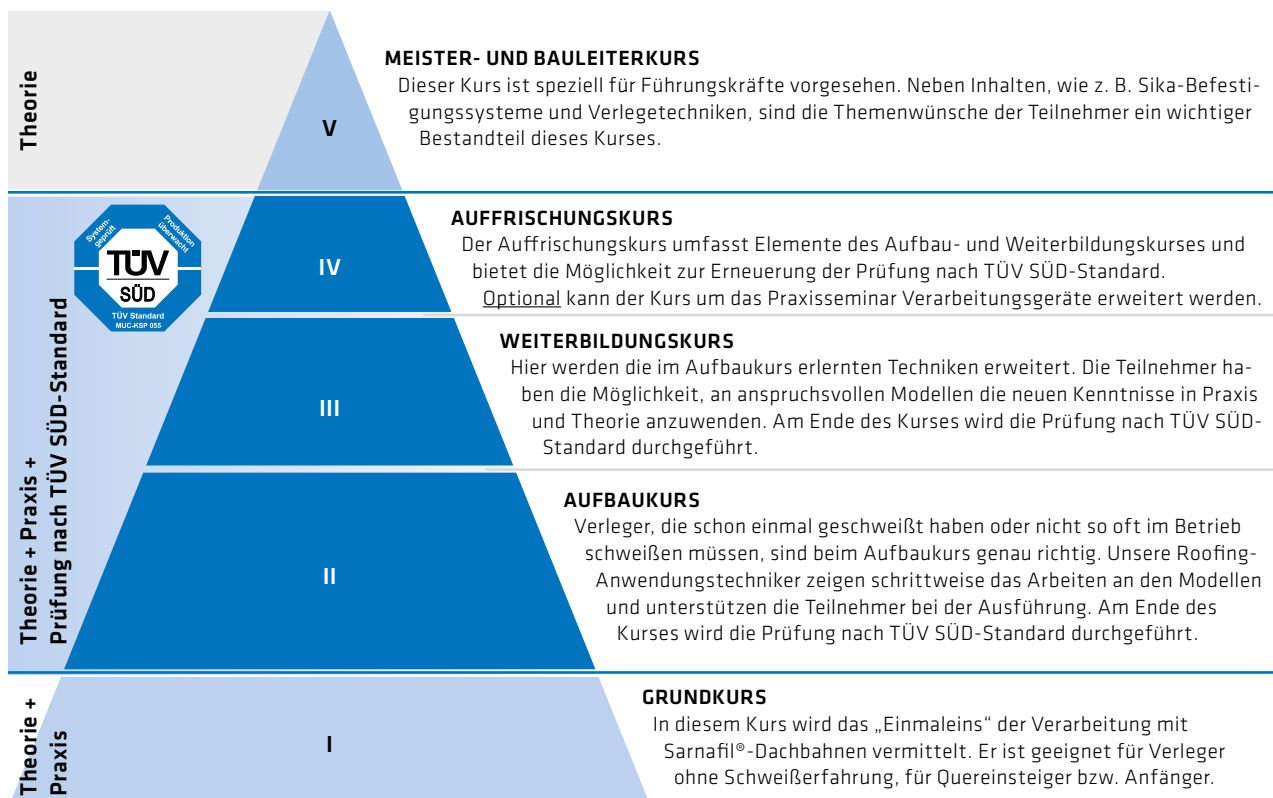 Theorie
V
MEISTER- UND BAULEITERKURS
Dieser Kurs ist speziell für Führungskräfte vorgesehen. Neben Inhalten, wie z. B. Sika-Befesti-
gungssysteme und Verlegetechniken, sind die Themenwünsche der Teilnehmer ein wichtiger
Bestandteil dieses Kurses.
Theorie + Praxis +
Prüfung nach TÜV SÜD-Standard
System-
geprüft
Produktion
überwacht
TÜV
SÜD
TÜV Standard
MUC-KSP 055
IV
AUFFRISCHUNGSKURS
Der Auffrischungskurs umfasst Elemente des Aufbau- und Weiterbildungskurses und
bietet die Möglichkeit zur Erneuerung der Prüfung nach TÜV SÜD-Standard.
Optional kann der Kurs um das Praxisseminar Verarbeitungsgeräte erweitert werden.
III
WEITERBILDUNGSKURS
Hier werden die im Aufbaukurs erlernten Techniken erweitert. Die Teilnehmer ha-
ben die Möglichkeit, an anspruchsvollen Modellen die neuen Kenntnisse in Praxis
und Theorie anzuwenden. Am Ende des Kurses wird die Prüfung nach TÜV SÜD-
Standard durchgeführt.
II
AUFBAUKURS
Verleger, die schon einmal geschweißt haben oder nicht so oft im Betrieb
schweißen müssen, sind beim Aufbaukurs genau richtig. Unsere Roofing-
Anwendungstechniker zeigen schrittweise das Arbeiten an den Modellen
und unterstützen die Teilnehmer bei der Ausführung. Am Ende des
Kurses wird die Prüfung nach TÜV SÜD-Standard durchgeführt.
Theorie +
Praxis
I
GRUNDKURS
In diesem Kurs wird das „Einmaleins“ der Verarbeitung mit
Sarnafil®-Dachbahnen vermittelt. Er ist geeignet für Verleger
ohne Schweißerfahrung, für Quereinsteiger bzw. Anfänger.